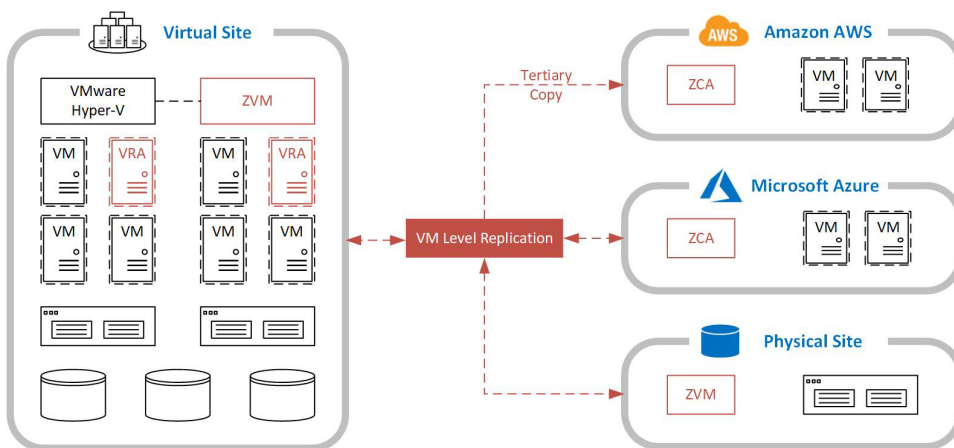 Virtual Site
VMware
Hyper-V
ZVM
VM
VRA
VM
VRA
VM
VM
VM
VM
Tertiary
Copy
VM Level Replication
AWS
Amazon AWS
ZCA
VM
VM
Microsoft Azure
ZCA
VM
VM
Physical Site
ZVM